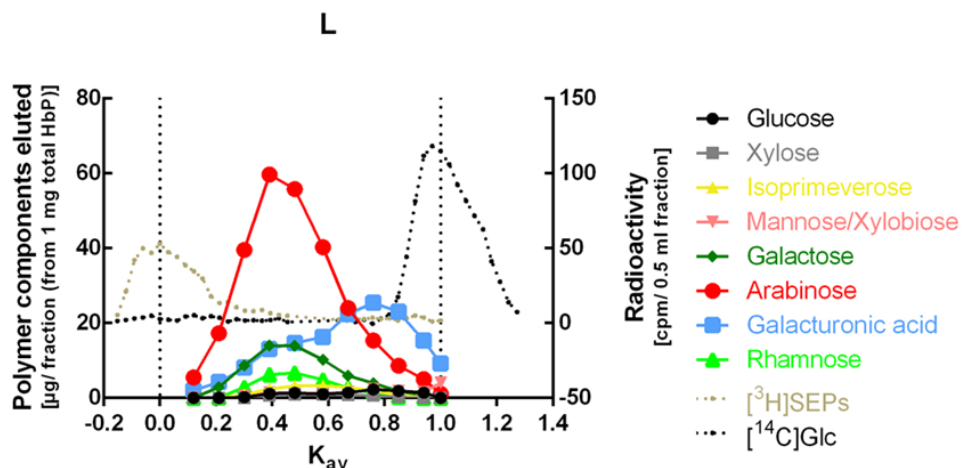 L
Polymer components eluted
[µg/ fraction (from 1 mg total HbP)]
80
60
40
20
0
-0.2 0.0 0.2 0.4 0.6 0.8 1.0 1.2 1.4
Kav
150
100
50
0
-50
Radioactivity
[cpm/ 0.5 ml fraction]
Glucose
Xylose
Isoprimeverose
Mannose/Xylobiose
Galactose
Arabinose
Galacturonic acid
Rhamnose
[³H]SEPs
[¹⁴C]Glc